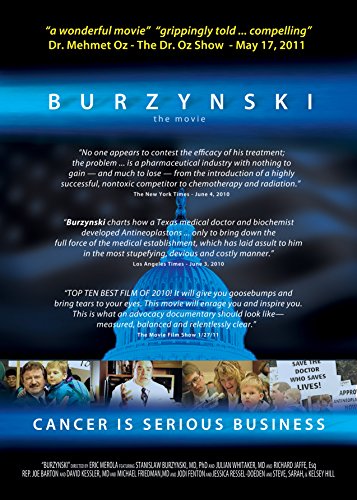 "a wonderful movie"  "grippingly told ... compelling"
Dr. Mehmet Oz - The Dr. Oz Show - May 17, 2011
BURZYNSKI
the movie
"No one appears to contest the efficacy of his treatment;
the problem ... is a pharmaceutical industry with nothing to
gain — and much to lose — from the introduction of a highly
successful, nontoxic competitor to chemotherapy and radiation."
The New York Times - June 4, 2010
"Burzynski charts how a Texas medical doctor and biochemist
developed Antineoplastons ... only to bring down the
full force of the medical establishment, which has laid assult to him
in the most stupefying, devious and costly manner."
Los Angeles Times - June 3, 2010
"TOP TEN BEST FILM OF 2010! It will give you goosebumps and
bring tears to your eyes. This movie will enrage you and inspire you.
This is what an advocacy documentary should look like—
measured, balanced and relentlessly clear."
The Movie Film Show 1/27/11
SAVE THE
DOCTOR
WHO SAVES
LIVES!
APPROVE
CANCER IS SERIOUS BUSINESS
"BURZYNSKI" DIRECTED BY ERIC MEROLA FEATURING STANISLAW BURZYNSKI, MD, PhD AND JULIAN WHITAKER, MD AND RICHARD JAFFE, Esq
REP. JOE BARTON AND DAVID KESSLER, MD AND MICHAEL FRIEDMAN, MD AND JODI FENTON AND JESSICA RESSEL-DOEDEN AND STEVE, SARAH, & KELSEY HILL